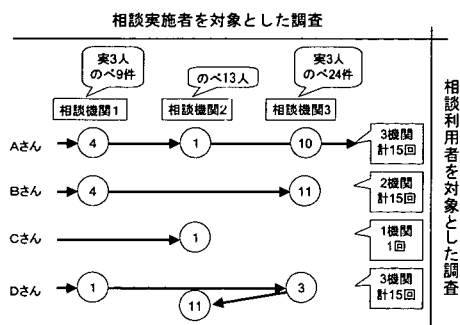 相談実施者を対象とした調査
実3人
のべ9件
のべ13人
実3人
のべ24件
相談機関1
相談機関2
相談機関3
Aさん
4
1
10
3機関
計15回
Bさん
4
11
2機関
計15回
Cさん
1
1機関
1回
Dさん
1
11
3
3機関
計15回
相談利用者を対象とした調査